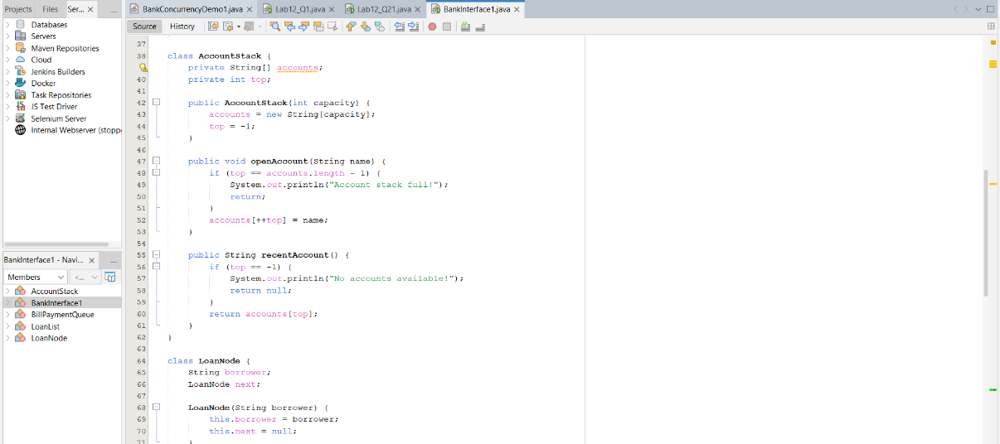 Projects Files Ser... ×
Databases
Servers
Maven Repositories
Cloud
Jenkins Builders
Docker
Task Repositories
JS Test Driver
Selenium Server
Internal Webserver (stoppe
BankInterface1 - Navi... ×
Members <...
AccountStack
BankInterface1
BillPaymentQueue
LoanList
LoanNode
BankConcurrencyDemo1.java × Lab12_Q1.java × Lab12_Q21.java × BankInterface1.java ×
Source History
37
38 class AccountStack {
private String[] accounts;
40 private int top;
41
42 public AccountStack(int capacity) {
43 accounts = new String[capacity];
44 top = -1;
45 }
46
47 public void openAccount(String name) {
48 if (top == accounts.length - 1) {
49 System.out.println("Account stack full!");
50 return;
51 }
52 accounts[++top] = name;
53 }
54
55 public String recentAccount() {
56 if (top == -1) {
57 System.out.println("No accounts available!");
58 return null;
59 }
60 return accounts[top];
61 }
62 }
63
64 class LoanNode {
65 String borrower;
66 LoanNode next;
67
68 LoanNode(String borrower) {
69 this.borrower = borrower;
70 this.next = null;
71 }